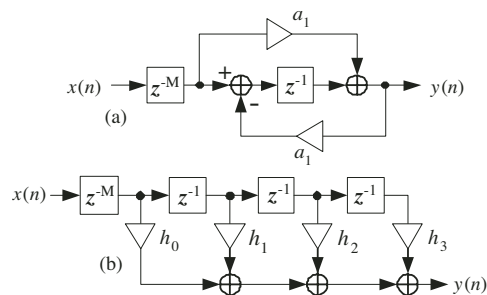 a₁
x(n) z⁻ᴹ + z⁻¹ y(n)
-
(a)
a₁
x(n) z⁻ᴹ z⁻¹ z⁻¹ z⁻¹
h₀ h₁ h₂ h₃
(b)
y(n)